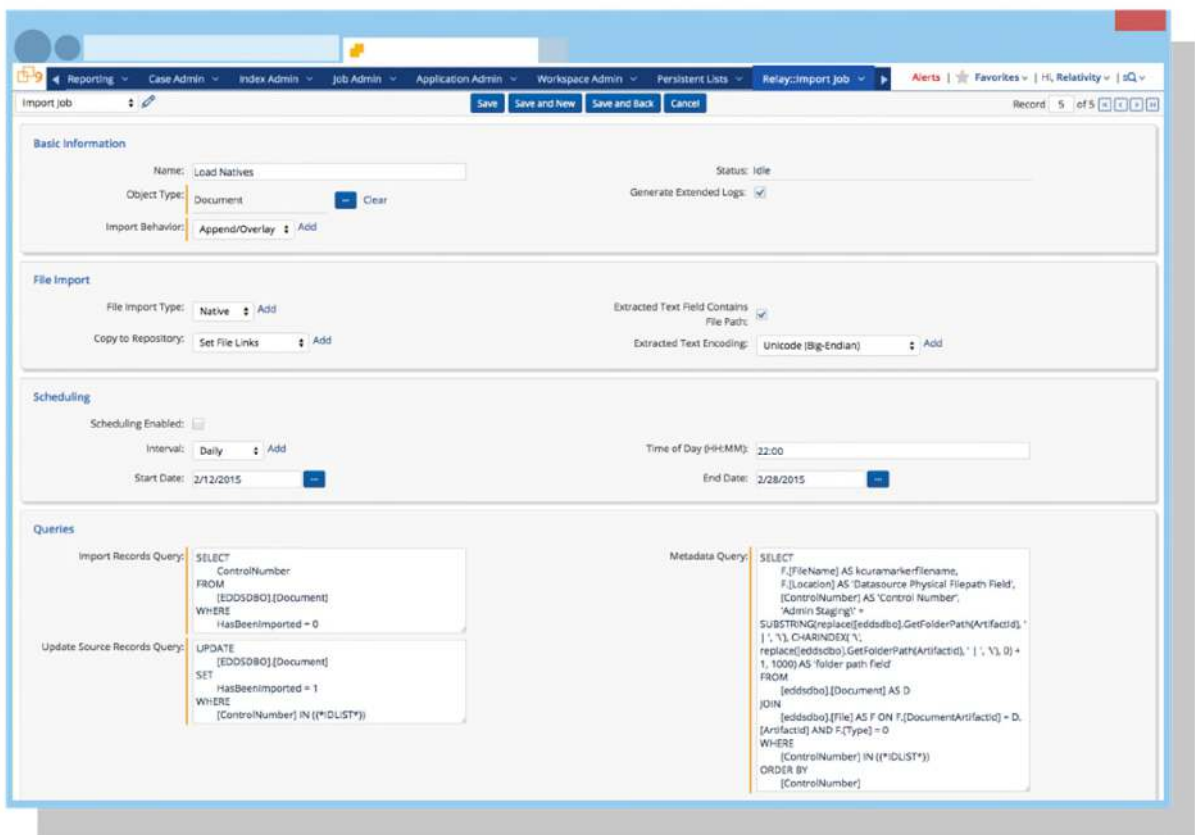 9 Reporting Case Admin Index Admin Job Admin Application Admin Workspace Admin Persistent Lists Relay::Import Job Alerts | Favorites | Hi, Relativity |
Import Job Save Save and New Save and Back Cancel Record 5 of 5
Basic Information
Name: Load Natives Status: Idle
Object Type: Document ... Clear Generate Extended Logs:
Import Behavior: Append/Overlay Add
File Import
File Import Type: Native Add Extracted Text Field Contains
File Path:
Copy to Repository: Set File Links Add Extracted Text Encoding: Unicode (Big-Endian) Add
Scheduling
Scheduling Enabled:
Interval: Daily Add Time of Day (HH:MM): 22:00
Start Date: 2/12/2015 ... End Date: 2/28/2015 ...
Queries
Import Records Query: SELECT
ControlNumber
FROM
[EDDSDBO].[Document]
WHERE
HasBeenImported = 0
Update Source Records Query: UPDATE
[EDDSDBO].[Document]
SET
HasBeenImported = 1
WHERE
[ControlNumber] IN ((*IDLIST*))
Metadata Query: SELECT
F.[FileName] AS kcuramarkerfilename,
F.[Location] AS 'Datasource Physical Filepath Field',
[ControlNumber] AS 'Control Number',
'Admin Staging\' +
SUBSTRING(replace([eddsdbo].GetFolderPath(ArtifactId), '
| ', '\'), CHARINDEX( '\',
replace([eddsdbo].GetFolderPath(ArtifactId), ' | ', '\'), 0) +
1, 1000) AS 'folder path field'
FROM
[eddsdbo].[Document] AS D
JOIN
[eddsdbo].[File] AS F ON F.[DocumentArtifactId] = D.
[ArtifactId] AND F.[Type] = 0
WHERE
[ControlNumber] IN ((*IDLIST*))
ORDER BY
[ControlNumber]